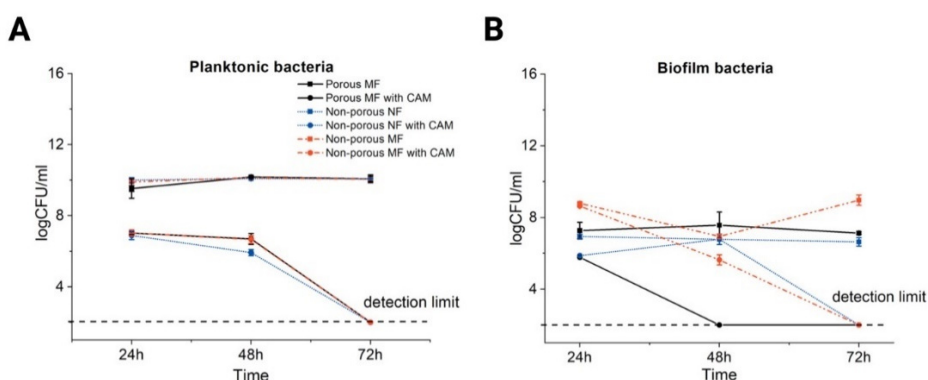 A
Planktonic bacteria
16
12
8
4
logCFU/ml
Porous MF
Porous MF with CAM
Non-porous NF
Non-porous NF with CAM
Non-porous MF
Non-porous MF with CAM
detection limit
24h
48h
72h
Time
B
Biofilm bacteria
16
12
8
4
logCFU/ml
detection limit
24h
48h
72h
Time